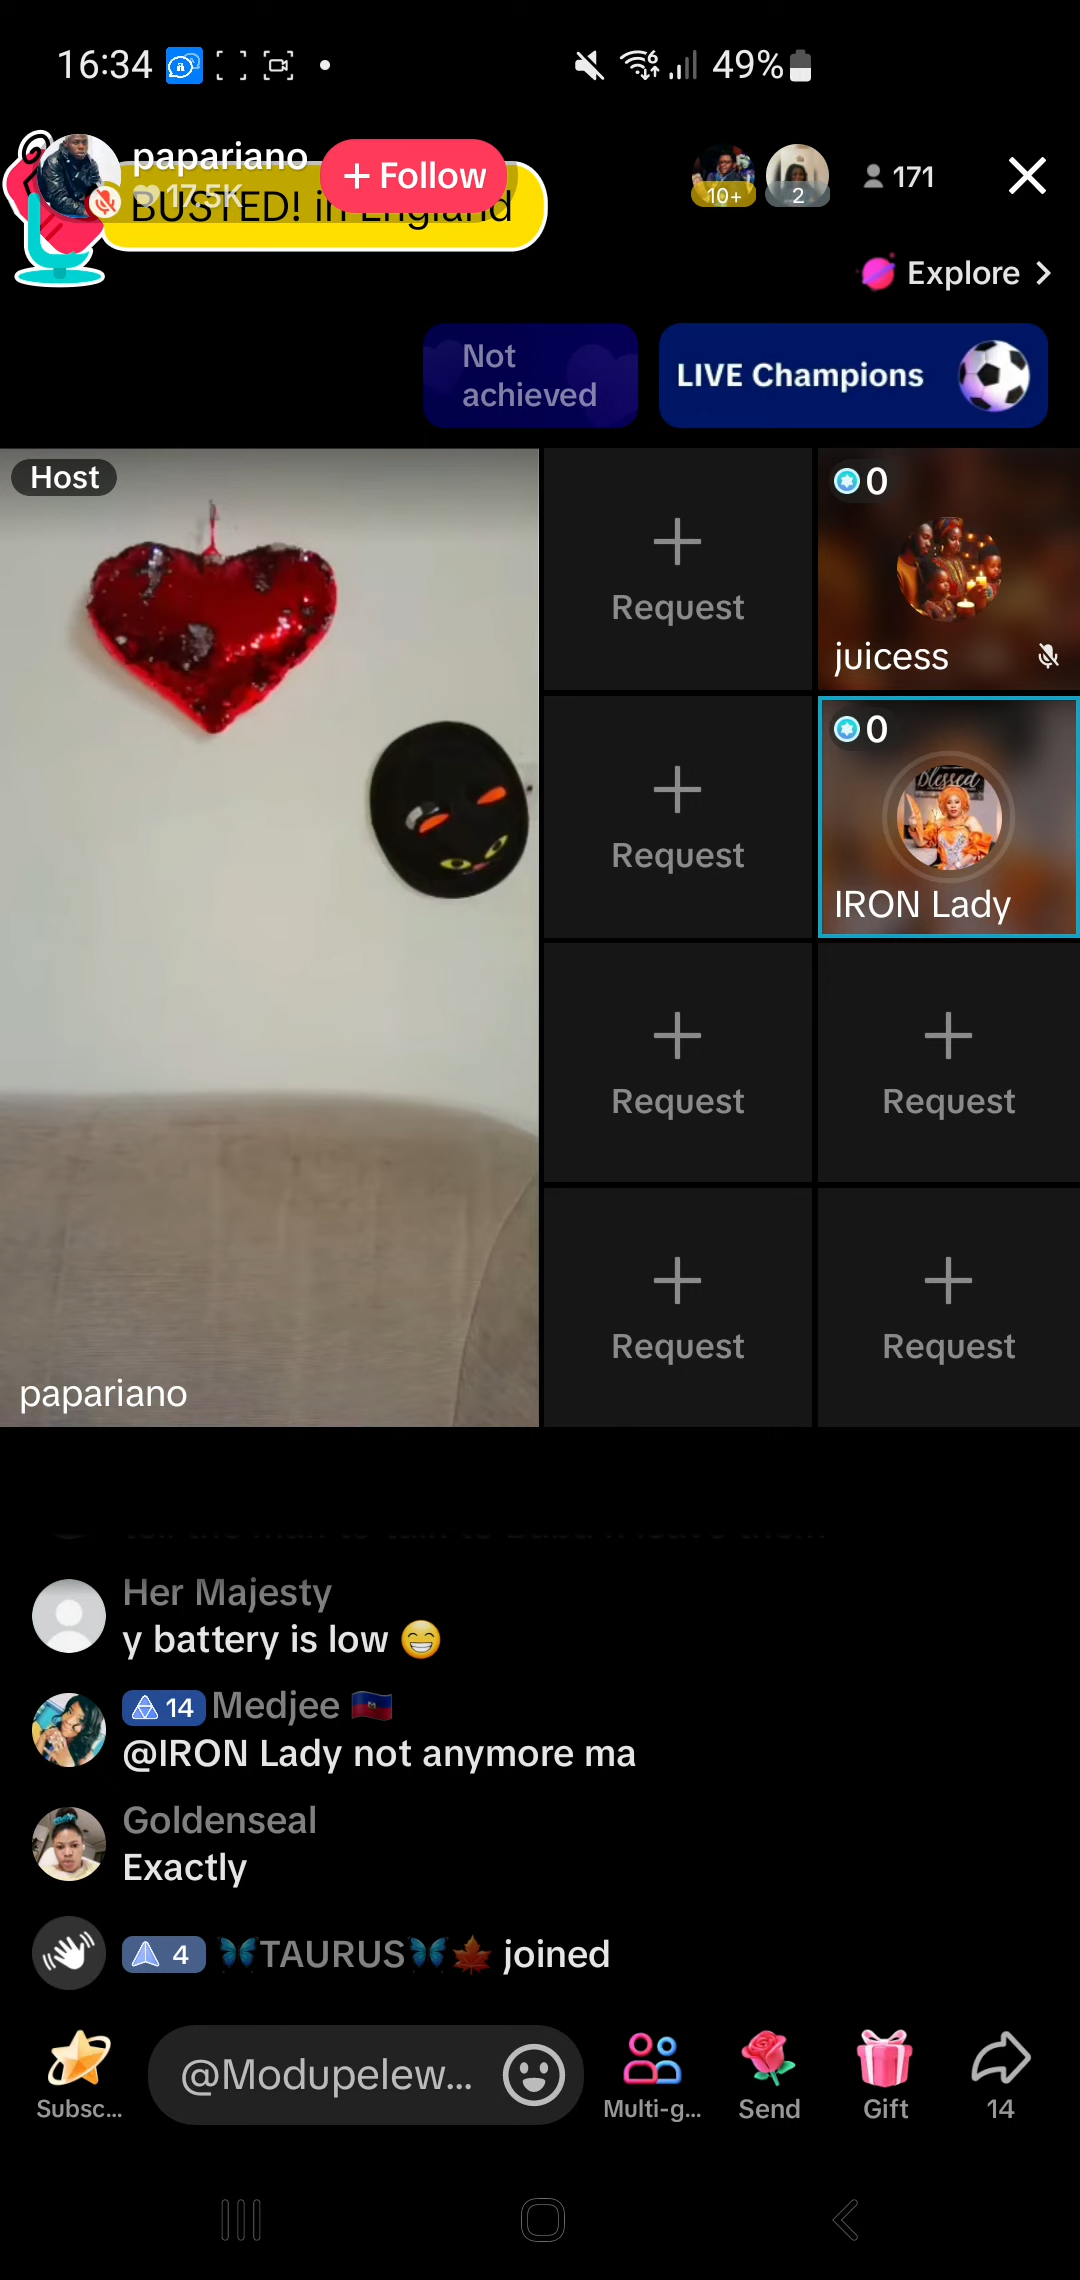 16:34
49%
papariano
17.5K
+ Follow
BUSTED! in England
10+
2
171
Explore
Not
achieved
LIVE Champions
Host
0
Request
juicess
0
Blessed
Request
IRON Lady
Request
Request
Request
Request
papariano
Her Majesty
y battery is low 😁
14 Medjee 🇭🇹
@IRON Lady not anymore ma
Goldenseal
Exactly
4 🦋TAURUS🦋🍁 joined
@Modupelew...
Subsc...
Multi-g...
Send
Gift
14